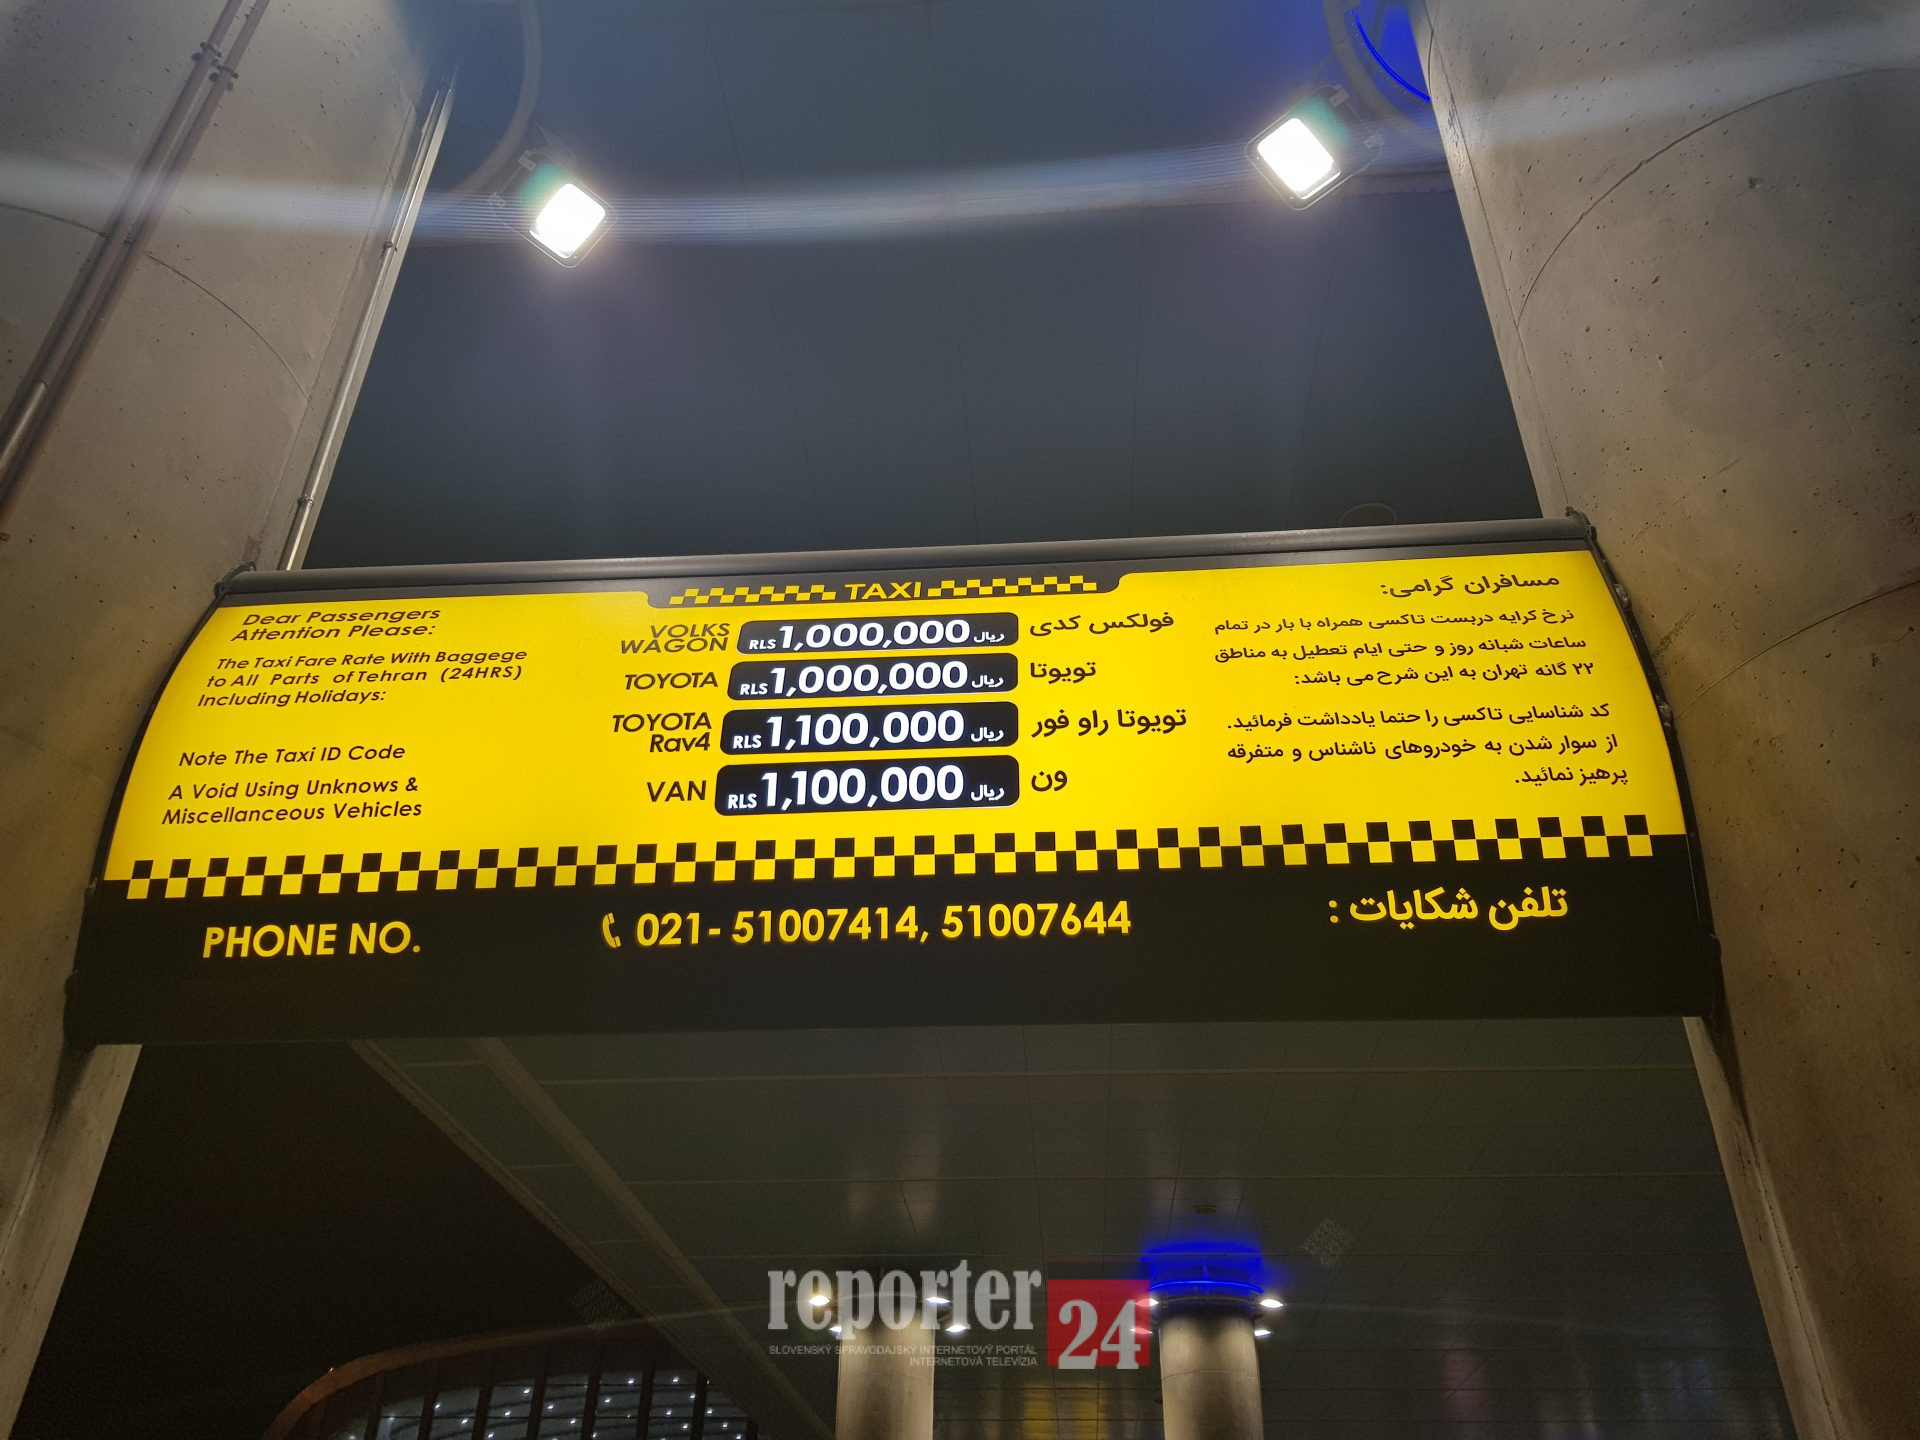 TAXI
Dear Passengers
Attention Please:
The Taxi Fare Rate With Baggege
to All Parts of Tehran (24HRS)
Including Holidays:
Note The Taxi ID Code
A Void Using Unknows &
Miscellanceous Vehicles
VOLKS
WAGON RLS 1,000,000 ریال فولکس کدی
TOYOTA RLS 1,000,000 ریال تویوتا
TOYOTA
Rav4 RLS 1,100,000 ریال تویوتا راو فور
VAN RLS 1,100,000 ریال ون
مسافران گرامی:
نرخ کرایه دربست تاکسی همراه با بار در تمام
ساعات شبانه روز و حتی ایام تعطیل به مناطق
۲۲ گانه تهران به این شرح می باشد:
کد شناسایی تاکسی را حتما یادداشت فرمائید.
از سوار شدن به خودروهای ناشناس و متفرقه
پرهیز نمائید.
PHONE NO. 021- 51007414, 51007644 تلفن شکایات :
reporter 24
SLOVENSKÝ SPRAVODAJSKÝ INTERNETOVÝ PORTÁL
INTERNETOVÁ TELEVÍZIA